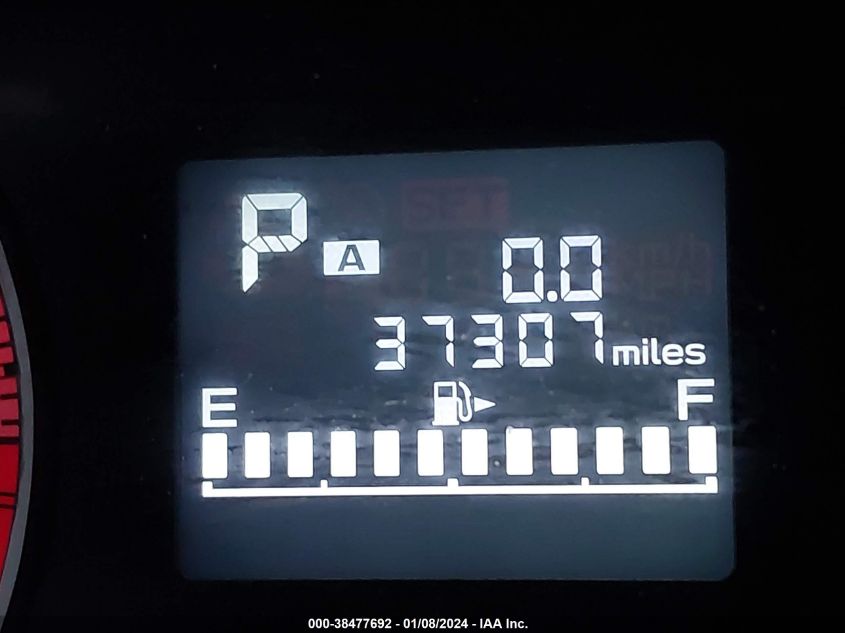 P A 0.0
37307 miles
E F
000-38477692 - 01/08/2024 - IAA Inc.